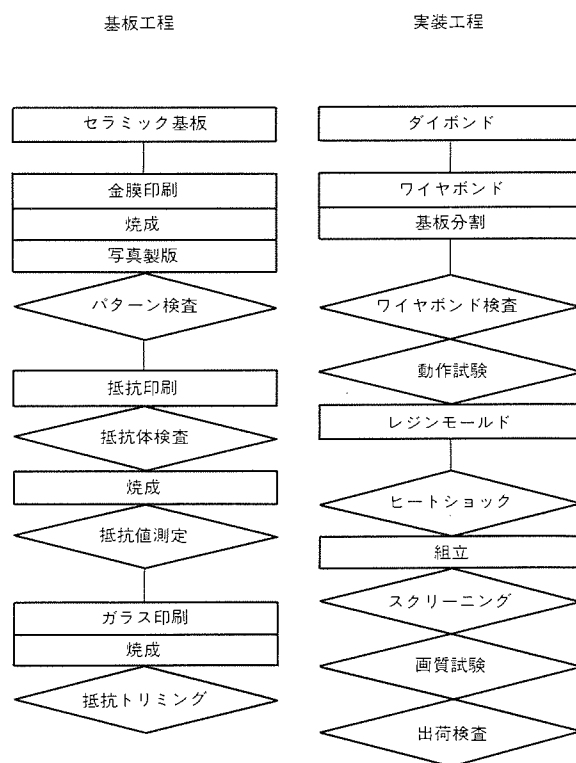 基板工程
セラミック基板
金膜印刷
焼成
写真製版
パターン検査
抵抗印刷
抵抗体検査
焼成
抵抗値測定
ガラス印刷
焼成
抵抗トリミング
実装工程
ダイボンド
ワイヤボンド
基板分割
ワイヤボンド検査
動作試験
レジンモールド
ヒートショック
組立
スクリーニング
画質試験
出荷検査